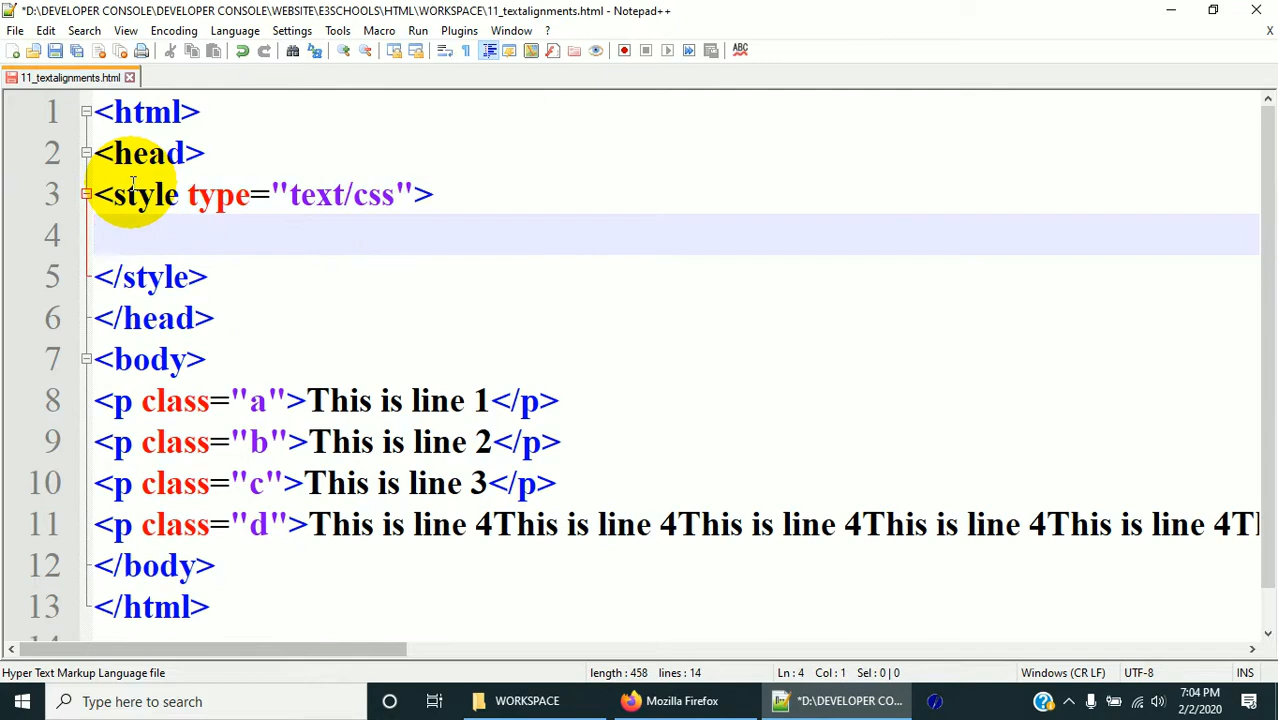 *D:\DEVELOPER CONSOLE\DEVELOPER CONSOLE\WEBSITE\E3SCHOOLS\HTML\WORKSPACE\11_textalignments.html - Notepad++
File Edit Search View Encoding Language Settings Tools Macro Run Plugins Window ? X
11_textalignments.html
1 <html>
2 <head>
3 <style type="text/css">
4
5 </style>
6 </head>
7 <body>
8 <p class="a">This is line 1</p>
9 <p class="b">This is line 2</p>
10 <p class="c">This is line 3</p>
11 <p class="d">This is line 4This is line 4This is line 4This is line 4This is line 4Th
12 </body>
13 </html>
14
Hyper Text Markup Language file length : 458 lines : 14 Ln : 4 Col : 1 Sel : 0 | 0 Windows (CR LF) UTF-8 INS
Type here to search WORKSPACE Mozilla Firefox *D:\DEVELOPER CO... 7:04 PM
2/2/2020